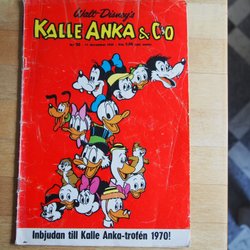 Walt Disney's
KALLE ANKA & C:O
Inbjudan till Kalle Anka-trofén 1970!